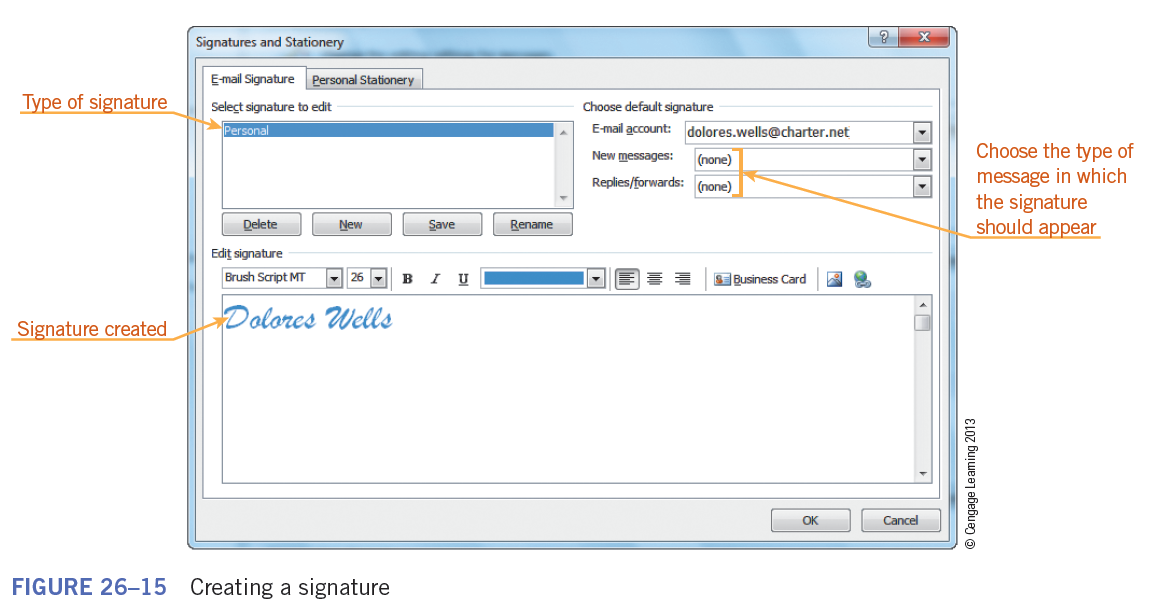 Signatures and Stationery
?
E-mail Signature
Personal Stationery
Type of signature
Select signature to edit
Personal
Delete
New
Save
Rename
Choose default signature
E-mail account:
dolores.wells@charter.net
New messages:
(none)
Replies/forwards:
(none)
Choose the type of
message in which
the signature
should appear
Edit signature
Brush Script MT
26
B
I
U
Business Card
Signature created
Dolores Wells
OK
Cancel
© Cengage Learning 2013
FIGURE 26–15 Creating a signature